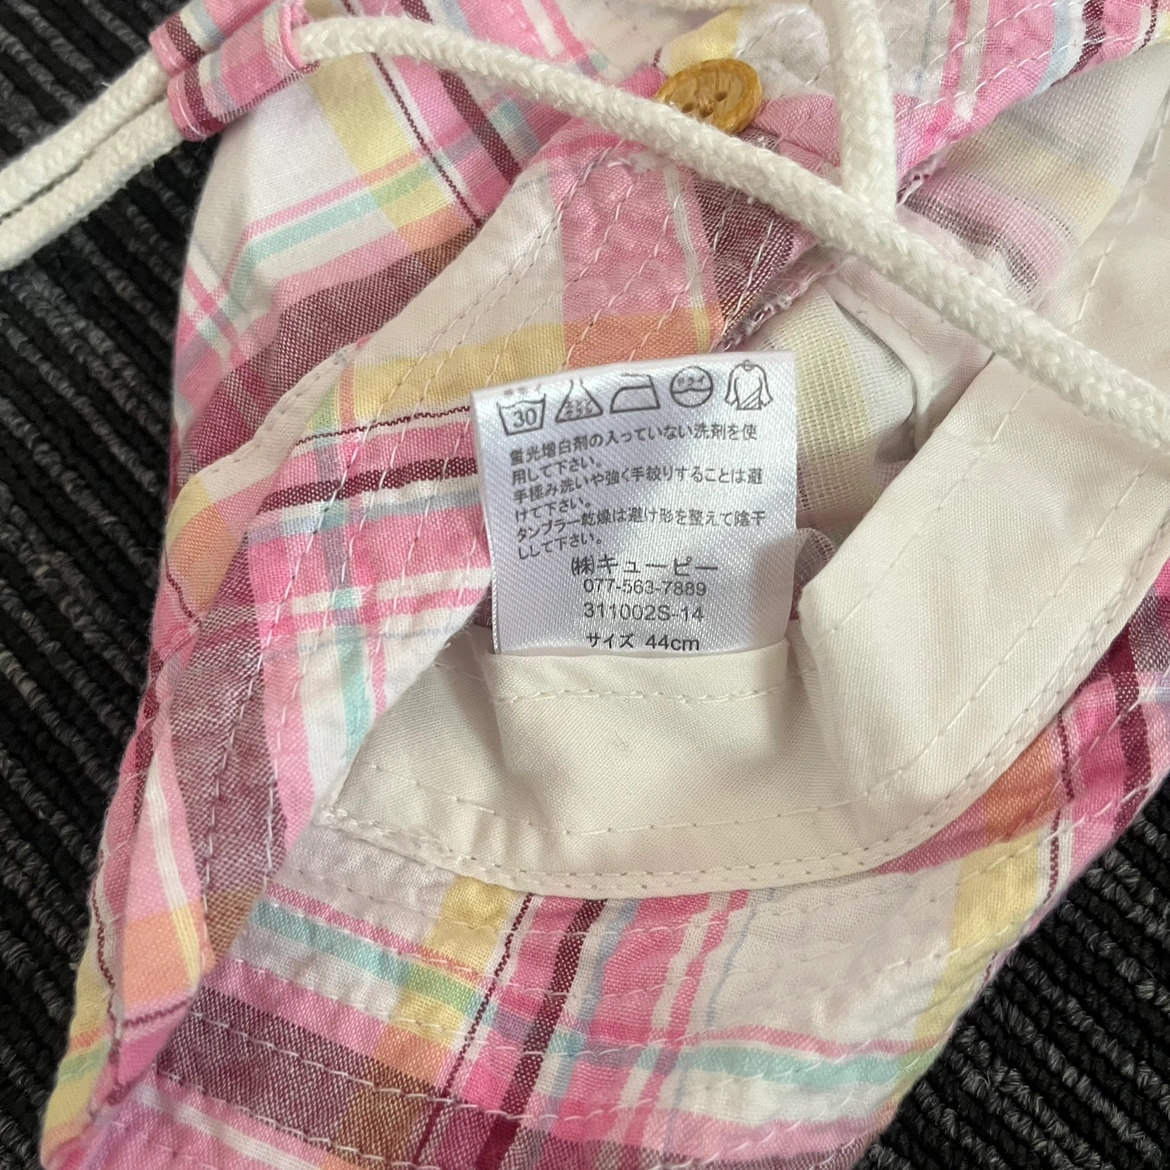 30
ドライ
蛍光増白剤の入っていない洗剤を使
用して下さい。
手揉み洗いや強く手絞りすることは避
けて下さい。
タンブラー乾燥は避け形を整えて陰干
しして下さい。
㈱キューピー
077-563-7889
311002S-14
サイズ 44cm